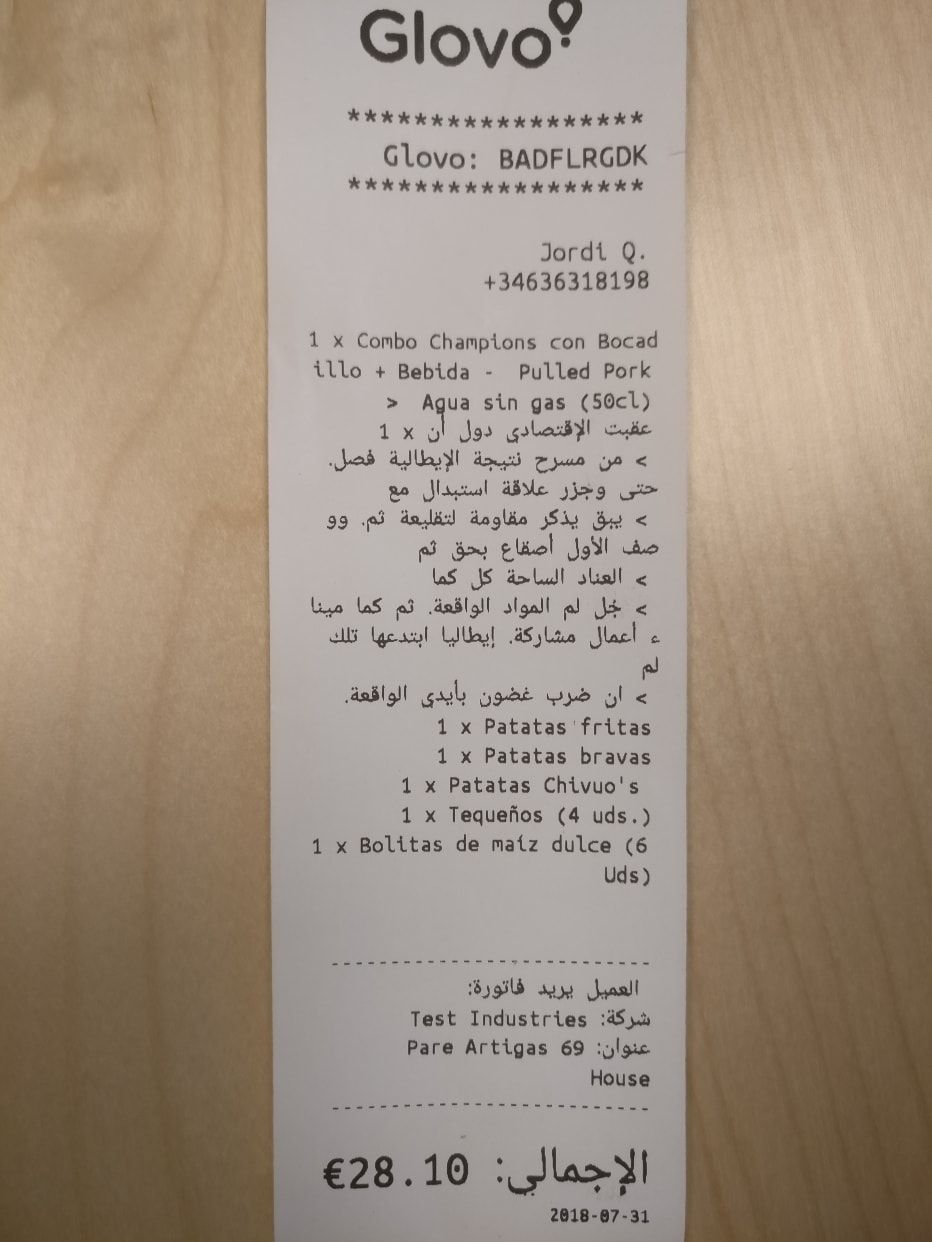 Glovo
******************
Glovo: BADFLRGDK
******************
Jordi Q.
+34636318198
1 x Combo Champions con Bocad
illo + Bebida - Pulled Pork
> Agua sin gas (50cl)
1 x عقبت الإقتصادي دول أن
> من مسرح نتيجة الإيطالية فصل.
حتى وجزر علاقة استبدال مع
> يبق يذكر مقاومة لتقليعة ثم. وو
صف الأول أصقاع بحق ثم
> العناد الساحة كل كما
> جُل لم المواد الواقعة. ثم كما مينا
ء أعمال مشاركة. إيطاليا ابتدعها تلك
لم
> ان ضرب غضون بأيدي الواقعة.
1 x Patatas fritas
1 x Patatas bravas
1 x Patatas Chivuo's
1 x Tequeños (4 uds.)
1 x Bolitas de maíz dulce (6
Uds)
---------------------------
العميل يريد فاتورة:
شركة: Test Industries
عنوان: Pare Artigas 69
House
---------------------------
الإجمالي: €28.10
2018-07-31